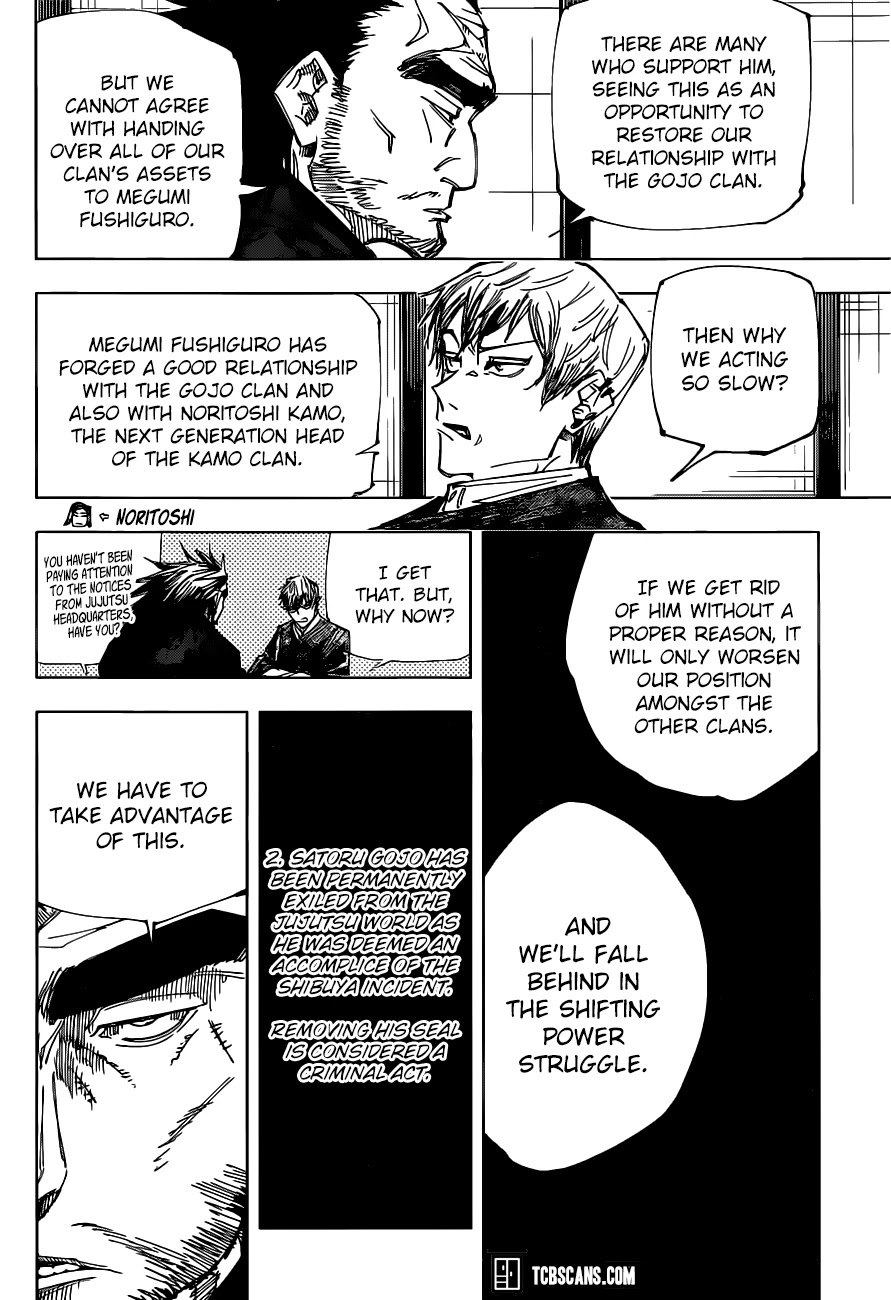 THERE ARE MANY
WHO SUPPORT HIM,
SEEING THIS AS AN
OPPORTUNITY TO
RESTORE OUR
RELATIONSHIP WITH
THE GOJO CLAN.
BUT WE
CANNOT AGREE
WITH HANDING
OVER ALL OF OUR
CLAN'S ASSETS
TO MEGUMI
FUSHIGURO.
THEN WHY
WE ACTING
SO SLOW?
MEGUMI FUSHIGURO HAS
FORGED A GOOD RELATIONSHIP
WITH THE GOJO CLAN AND
ALSO WITH NORITOSHI KAMO,
THE NEXT GENERATION HEAD
OF THE KAMO CLAN.
⇦ NORITOSHI
IF WE GET RID
OF HIM WITHOUT A
PROPER REASON, IT
WILL ONLY WORSEN
OUR POSITION
AMONGST THE
OTHER CLANS.
AND
WE'LL FALL
BEHIND IN
THE SHIFTING
POWER
STRUGGLE.
I GET
THAT. BUT,
WHY NOW?
YOU HAVEN'T BEEN
PAYING ATTENTION
TO THE NOTICES
FROM JUJUTSU
HEADQUARTERS,
HAVE YOU?
2. SATORU GOJO HAS
BEEN PERMANENTLY
EXILED FROM THE
JUJUTSU WORLD AS
HE WAS DEEMED AN
ACCOMPLICE OF THE
SHIBUYA INCIDENT.
REMOVING HIS SEAL
IS CONSIDERED A
CRIMINAL ACT.
WE HAVE TO
TAKE ADVANTAGE
OF THIS.
TCBSCANS.COM